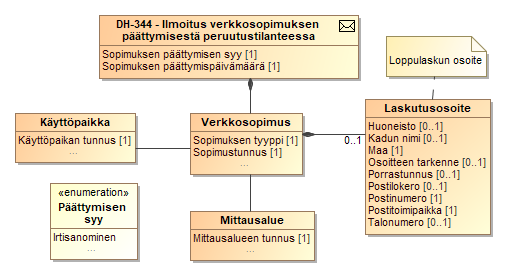 DH-344 - Ilmoitus verkkosopimuksen
päättymisestä peruutustilanteessa
Sopimuksen päättymisen syy [1]
Sopimuksen päättymispäivämäärä [1]
Loppulaskun osoite
Käyttöpaikka
Käyttöpaikan tunnus [1]
...
Verkkosopimus
Sopimuksen tyyppi [1]
Sopimustunnus [1]
...
0..1
Laskutusosoite
Huoneisto [0..1]
Kadun nimi [0..1]
Maa [1]
Osoitteen tarkenne [0..1]
Porrastunnus [0..1]
Postilokero [0..1]
Postinumero [1]
Postitoimipaikka [1]
Talonumero [0..1]
«enumeration»
Päättymisen
syy
Irtisanominen
...
Mittausalue
Mittausalueen tunnus [1]
...